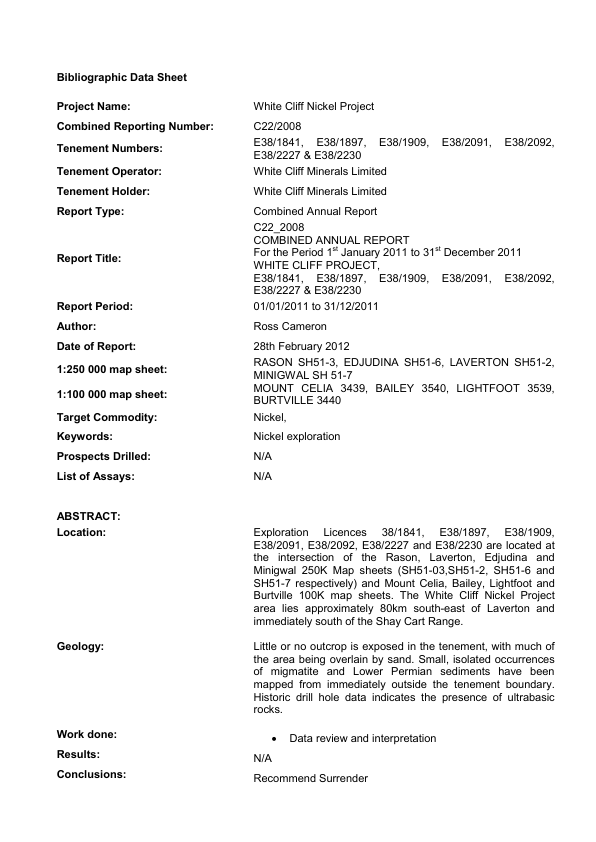 Bibliographic Data Sheet
Project Name: White Cliff Nickel Project
Combined Reporting Number: C22/2008
Tenement Numbers: E38/1841, E38/1897, E38/1909, E38/2091, E38/2092,
E38/2227 & E38/2230
Tenement Operator: White Cliff Minerals Limited
Tenement Holder: White Cliff Minerals Limited
Report Type: Combined Annual Report
Report Title: C22_2008
COMBINED ANNUAL REPORT
For the Period 1st January 2011 to 31st December 2011
WHITE CLIFF PROJECT,
E38/1841, E38/1897, E38/1909, E38/2091, E38/2092,
E38/2227 & E38/2230
Report Period: 01/01/2011 to 31/12/2011
Author: Ross Cameron
Date of Report: 28th February 2012
1:250 000 map sheet: RASON SH51-3, EDJUDINA SH51-6, LAVERTON SH51-2,
MINIGWAL SH 51-7
1:100 000 map sheet: MOUNT CELIA 3439, BAILEY 3540, LIGHTFOOT 3539,
BURTVILLE 3440
Target Commodity: Nickel,
Keywords: Nickel exploration
Prospects Drilled: N/A
List of Assays: N/A
ABSTRACT:
Location: Exploration Licences 38/1841, E38/1897, E38/1909,
E38/2091, E38/2092, E38/2227 and E38/2230 are located at
the intersection of the Rason, Laverton, Edjudina and
Minigwal 250K Map sheets (SH51-03,SH51-2, SH51-6 and
SH51-7 respectively) and Mount Celia, Bailey, Lightfoot and
Burtville 100K map sheets. The White Cliff Nickel Project
area lies approximately 80km south-east of Laverton and
immediately south of the Shay Cart Range.
Geology: Little or no outcrop is exposed in the tenement, with much of
the area being overlain by sand. Small, isolated occurrences
of migmatite and Lower Permian sediments have been
mapped from immediately outside the tenement boundary.
Historic drill hole data indicates the presence of ultrabasic
rocks.
Work done: • Data review and interpretation
Results: N/A
Conclusions: Recommend Surrender